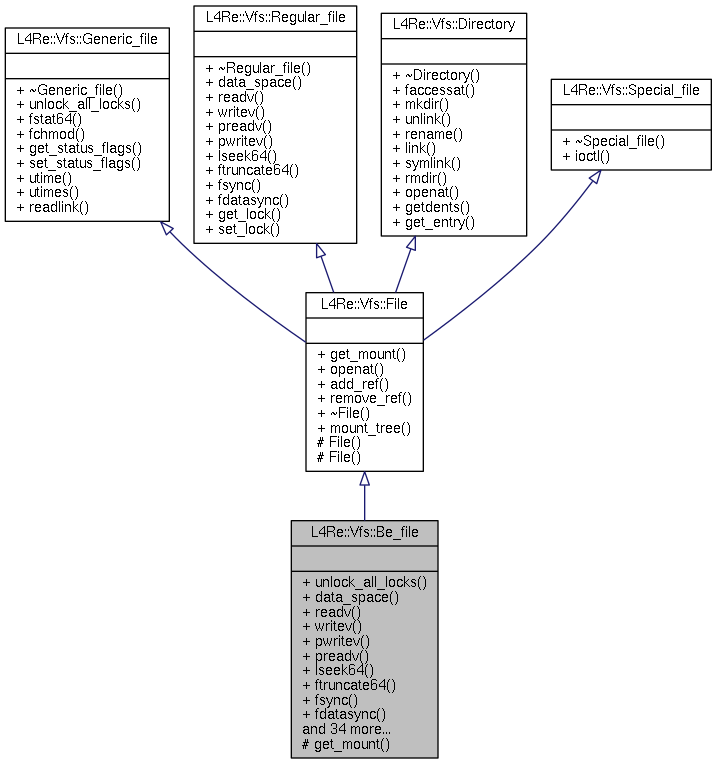 L4Re::Vfs::Generic_file
+ ~Generic_file()
+ unlock_all_locks()
+ fstat64()
+ fchmod()
+ get_status_flags()
+ set_status_flags()
+ utime()
+ utimes()
+ readlink()
L4Re::Vfs::Regular_file
+ ~Regular_file()
+ data_space()
+ readv()
+ writev()
+ preadv()
+ pwritev()
+ lseek64()
+ ftruncate64()
+ fsync()
+ fdatasync()
+ get_lock()
+ set_lock()
L4Re::Vfs::Directory
+ ~Directory()
+ faccessat()
+ mkdir()
+ unlink()
+ rename()
+ link()
+ symlink()
+ rmdir()
+ openat()
+ getdents()
+ get_entry()
L4Re::Vfs::Special_file
+ ~Special_file()
+ ioctl()
L4Re::Vfs::File
+ get_mount()
+ openat()
+ add_ref()
+ remove_ref()
+ ~File()
+ mount_tree()
# File()
# File()
L4Re::Vfs::Be_file
+ unlock_all_locks()
+ data_space()
+ readv()
+ writev()
+ pwritev()
+ preadv()
+ lseek64()
+ ftruncate64()
+ fsync()
+ fdatasync()
and 34 more...
# get_mount()